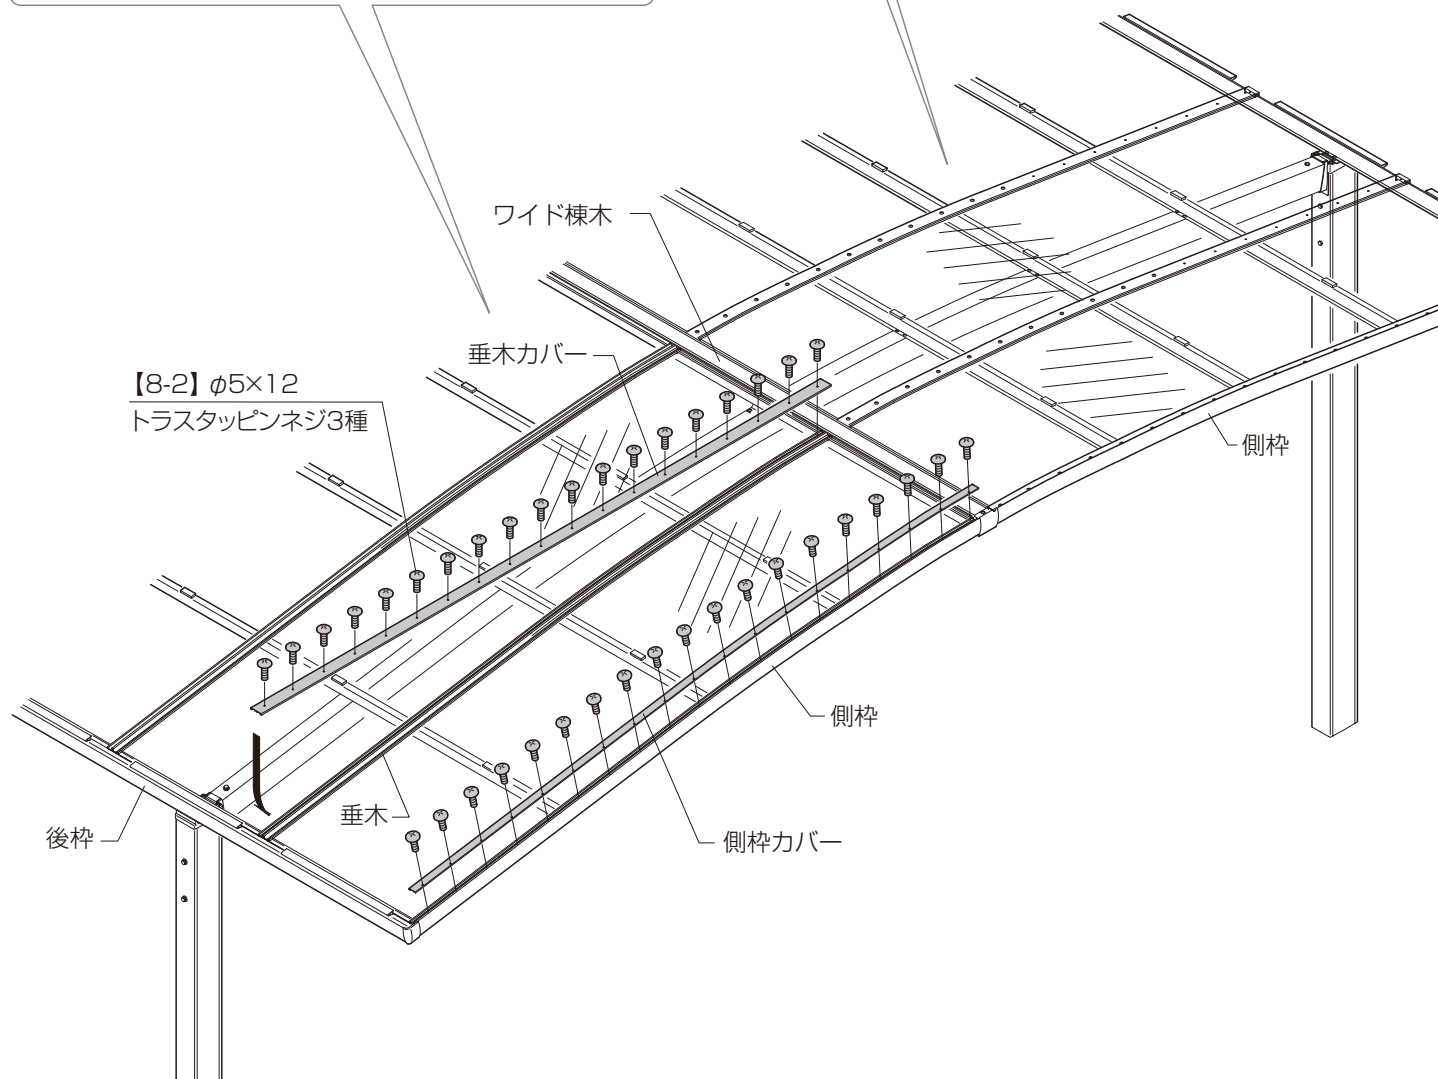 ワイド棟木
垂木カバー
【8-2】φ5×12
トラスタッピンネジ3種
側枠
側枠
垂木
後枠
側枠カバー